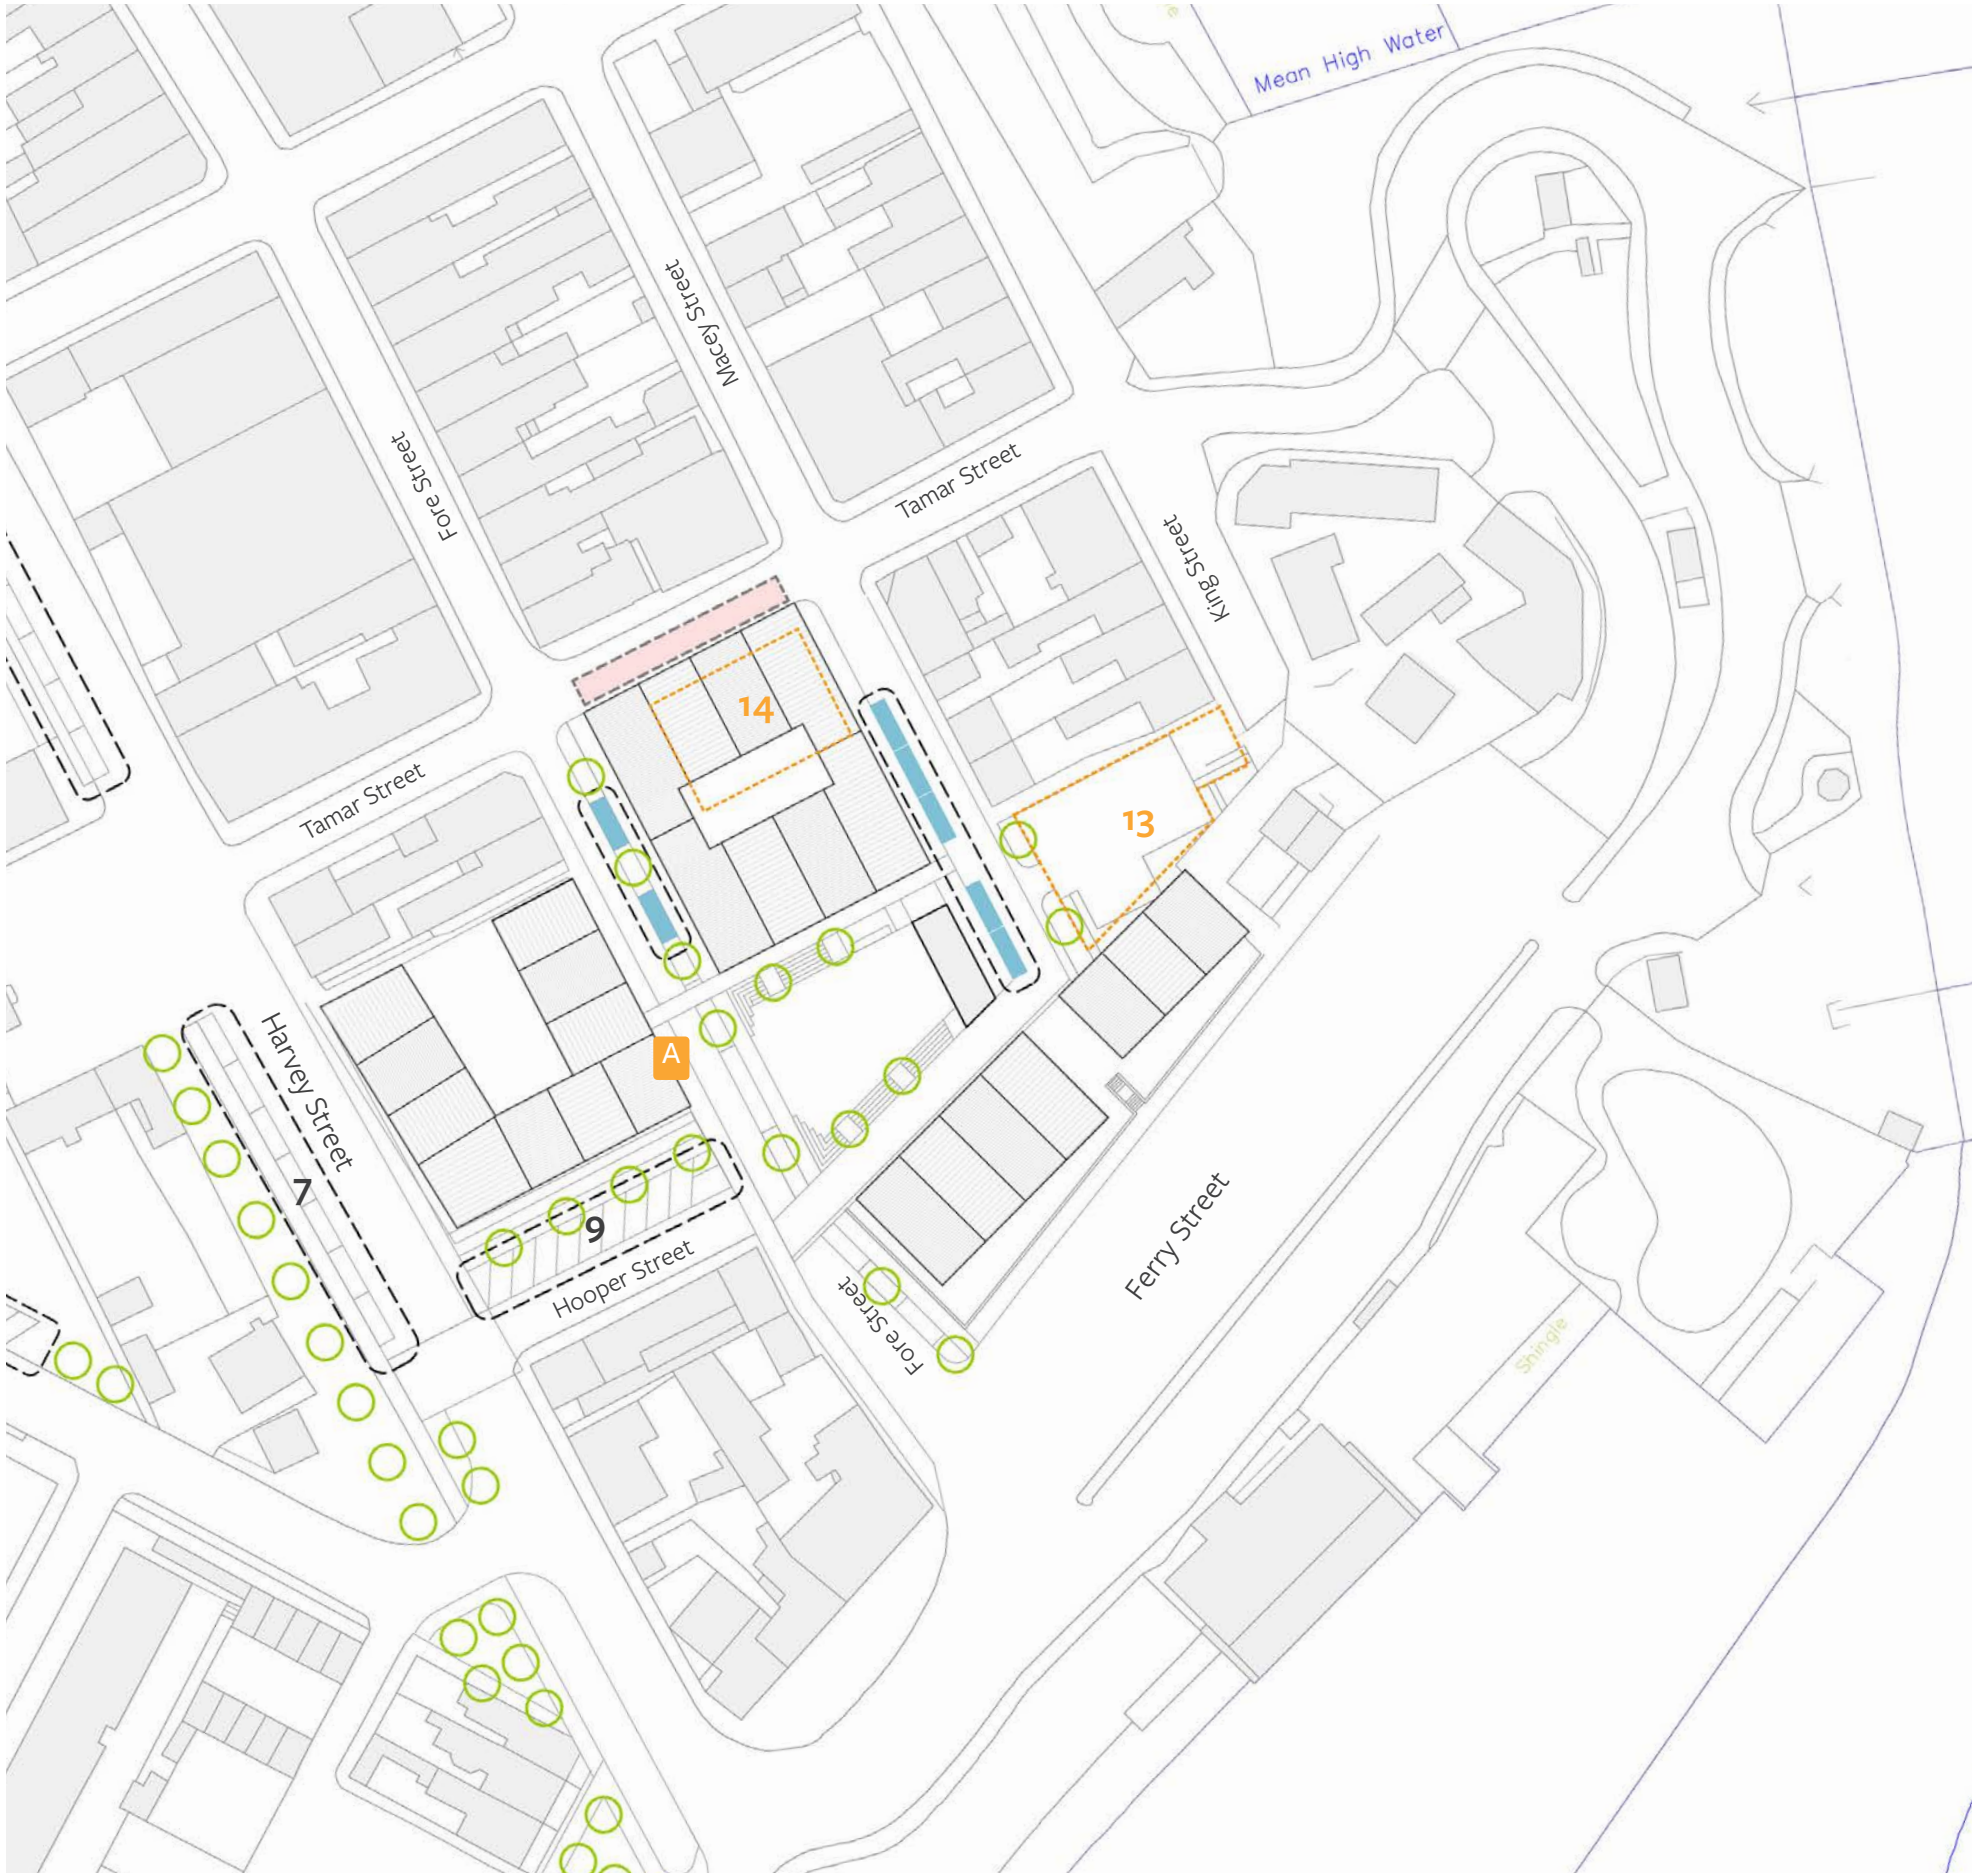 Mean High Water
Macey Street
Fore Street
Tamar Street
King Street
14
Tamar Street
13
Harvey Street
A
7
9
Hooper Street
Fore Street
Ferry Street
Shingle